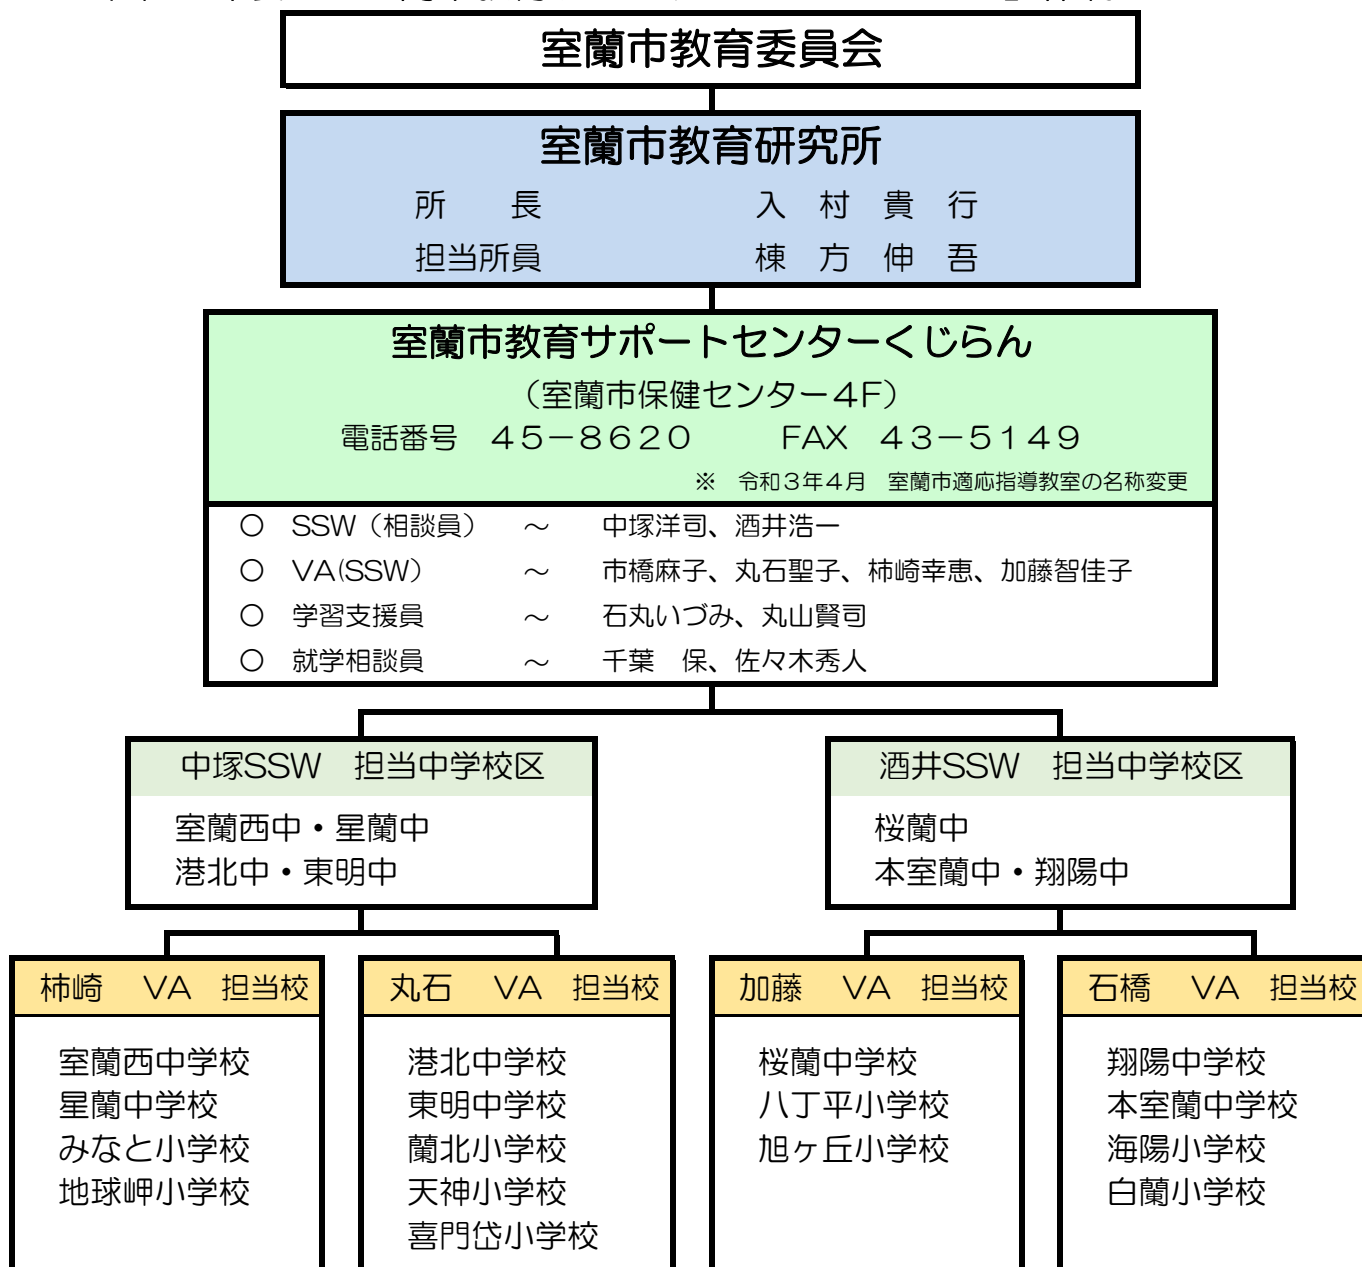 室蘭市教育委員会
室蘭市教育研究所
所　長　入 村 貴 行
担当所員　棟 方 伸 吾
室蘭市教育サポートセンターくじらん
（室蘭市保健センター４F）
電話番号　４５－８６２０　FAX　４３－５１４９
※　令和３年４月　室蘭市適応指導教室の名称変更
○　SSW（相談員）　～　中塚洋司、酒井浩一
○　VA(SSW)　～　市橋麻子、丸石聖子、柿崎幸恵、加藤智佳子
○　学習支援員　～　石丸いづみ、丸山賢司
○　就学相談員　～　千葉　保、佐々木秀人
中塚SSW　担当中学校区
室蘭西中・星蘭中
港北中・東明中
酒井SSW　担当中学校区
桜蘭中
本室蘭中・翔陽中
柿崎　VA　担当校
室蘭西中学校
星蘭中学校
みなと小学校
地球岬小学校
丸石　VA　担当校
港北中学校
東明中学校
蘭北小学校
天神小学校
喜門岱小学校
加藤　VA　担当校
桜蘭中学校
八丁平小学校
旭ヶ丘小学校
石橋　VA　担当校
翔陽中学校
本室蘭中学校
海陽小学校
白蘭小学校